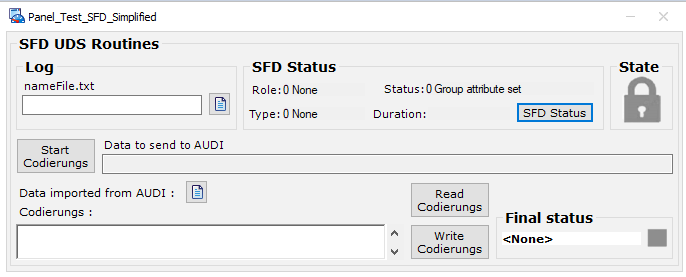 Panel_Test_SFD_Simplified
SFD UDS Routines
Log
nameFile.txt
SFD Status
Role: 0 None
Status: 0 Group attribute set
Type: 0 None
Duration:
SFD Status
State
Start
Codierungs
Data to send to AUDI
Data imported from AUDI :
Codierungs :
Read
Codierungs
Write
Codierungs
Final status
<None>